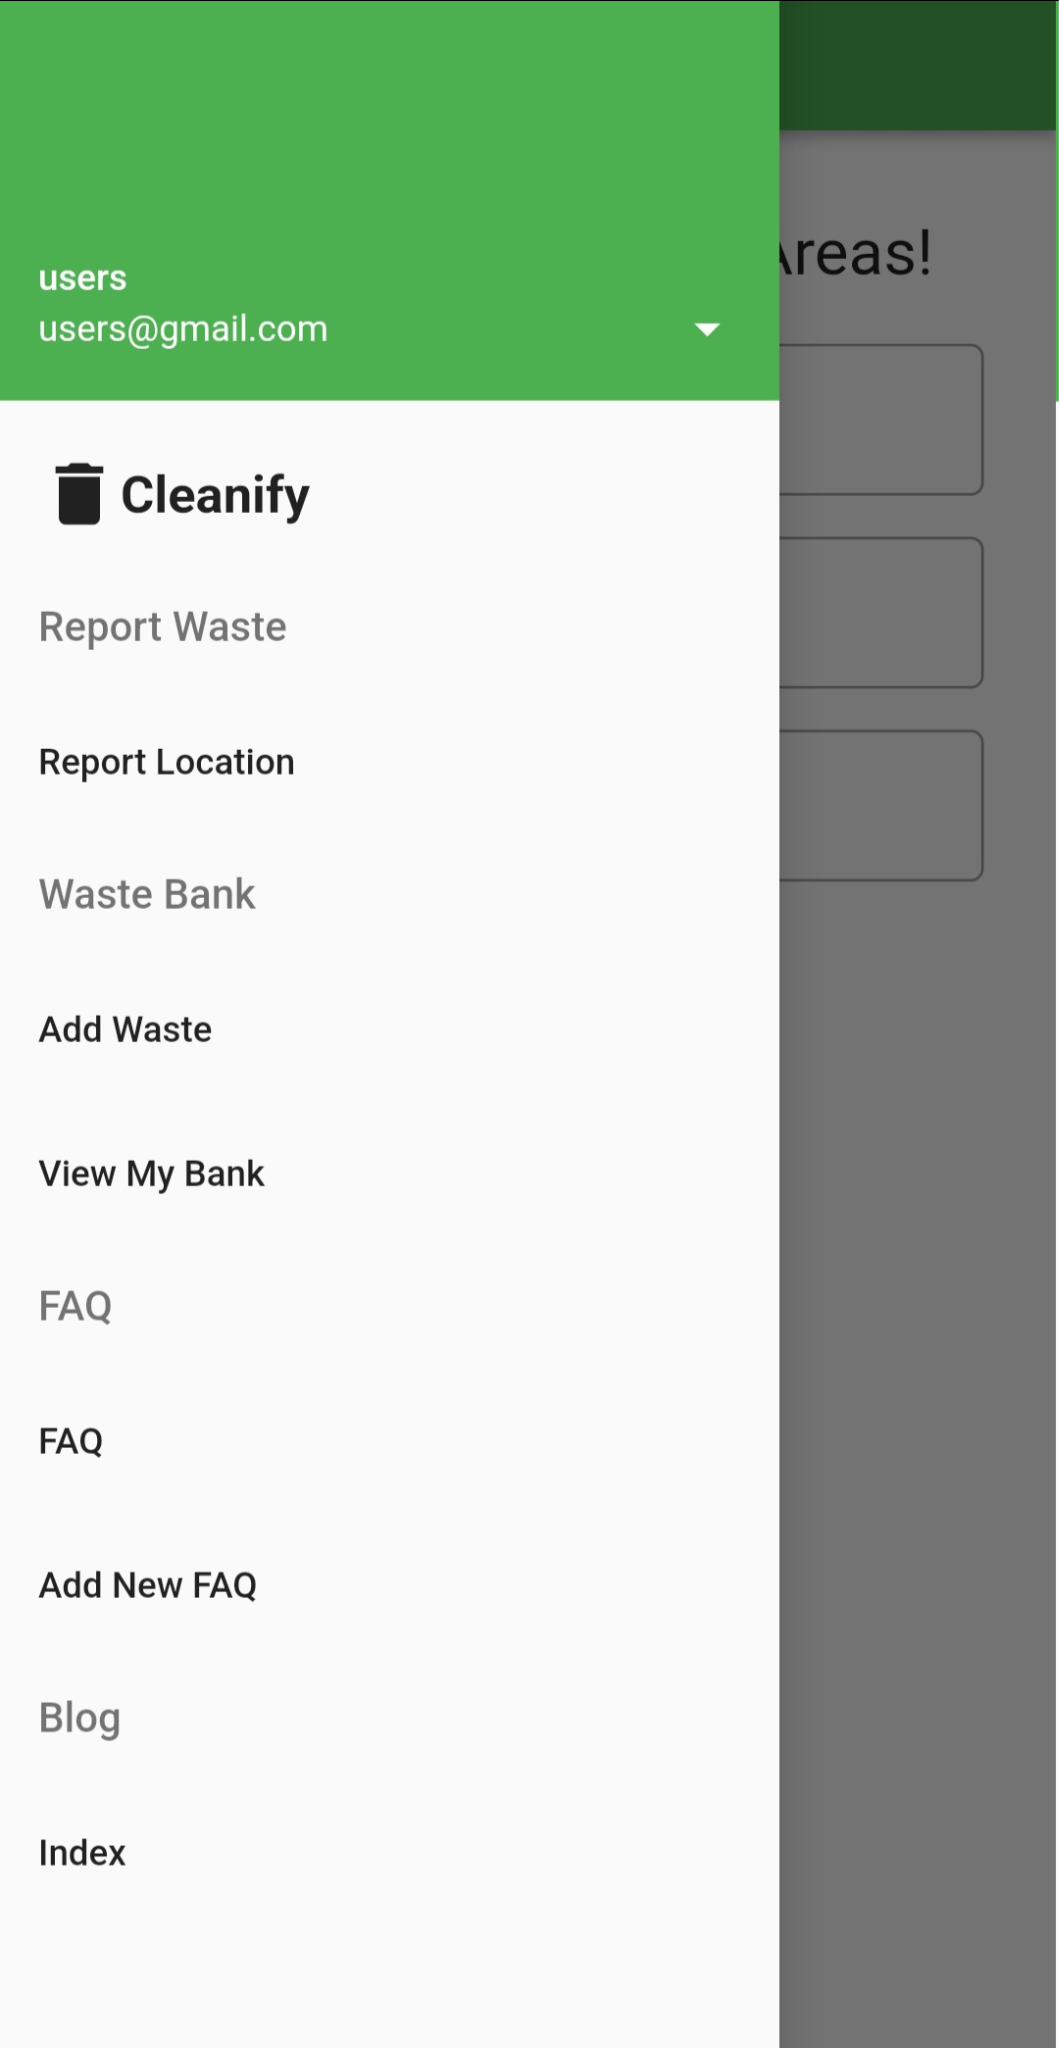 users
users@gmail.com
Areas!
Cleanify
Report Waste
Report Location
Waste Bank
Add Waste
View My Bank
FAQ
FAQ
Add New FAQ
Blog
Index